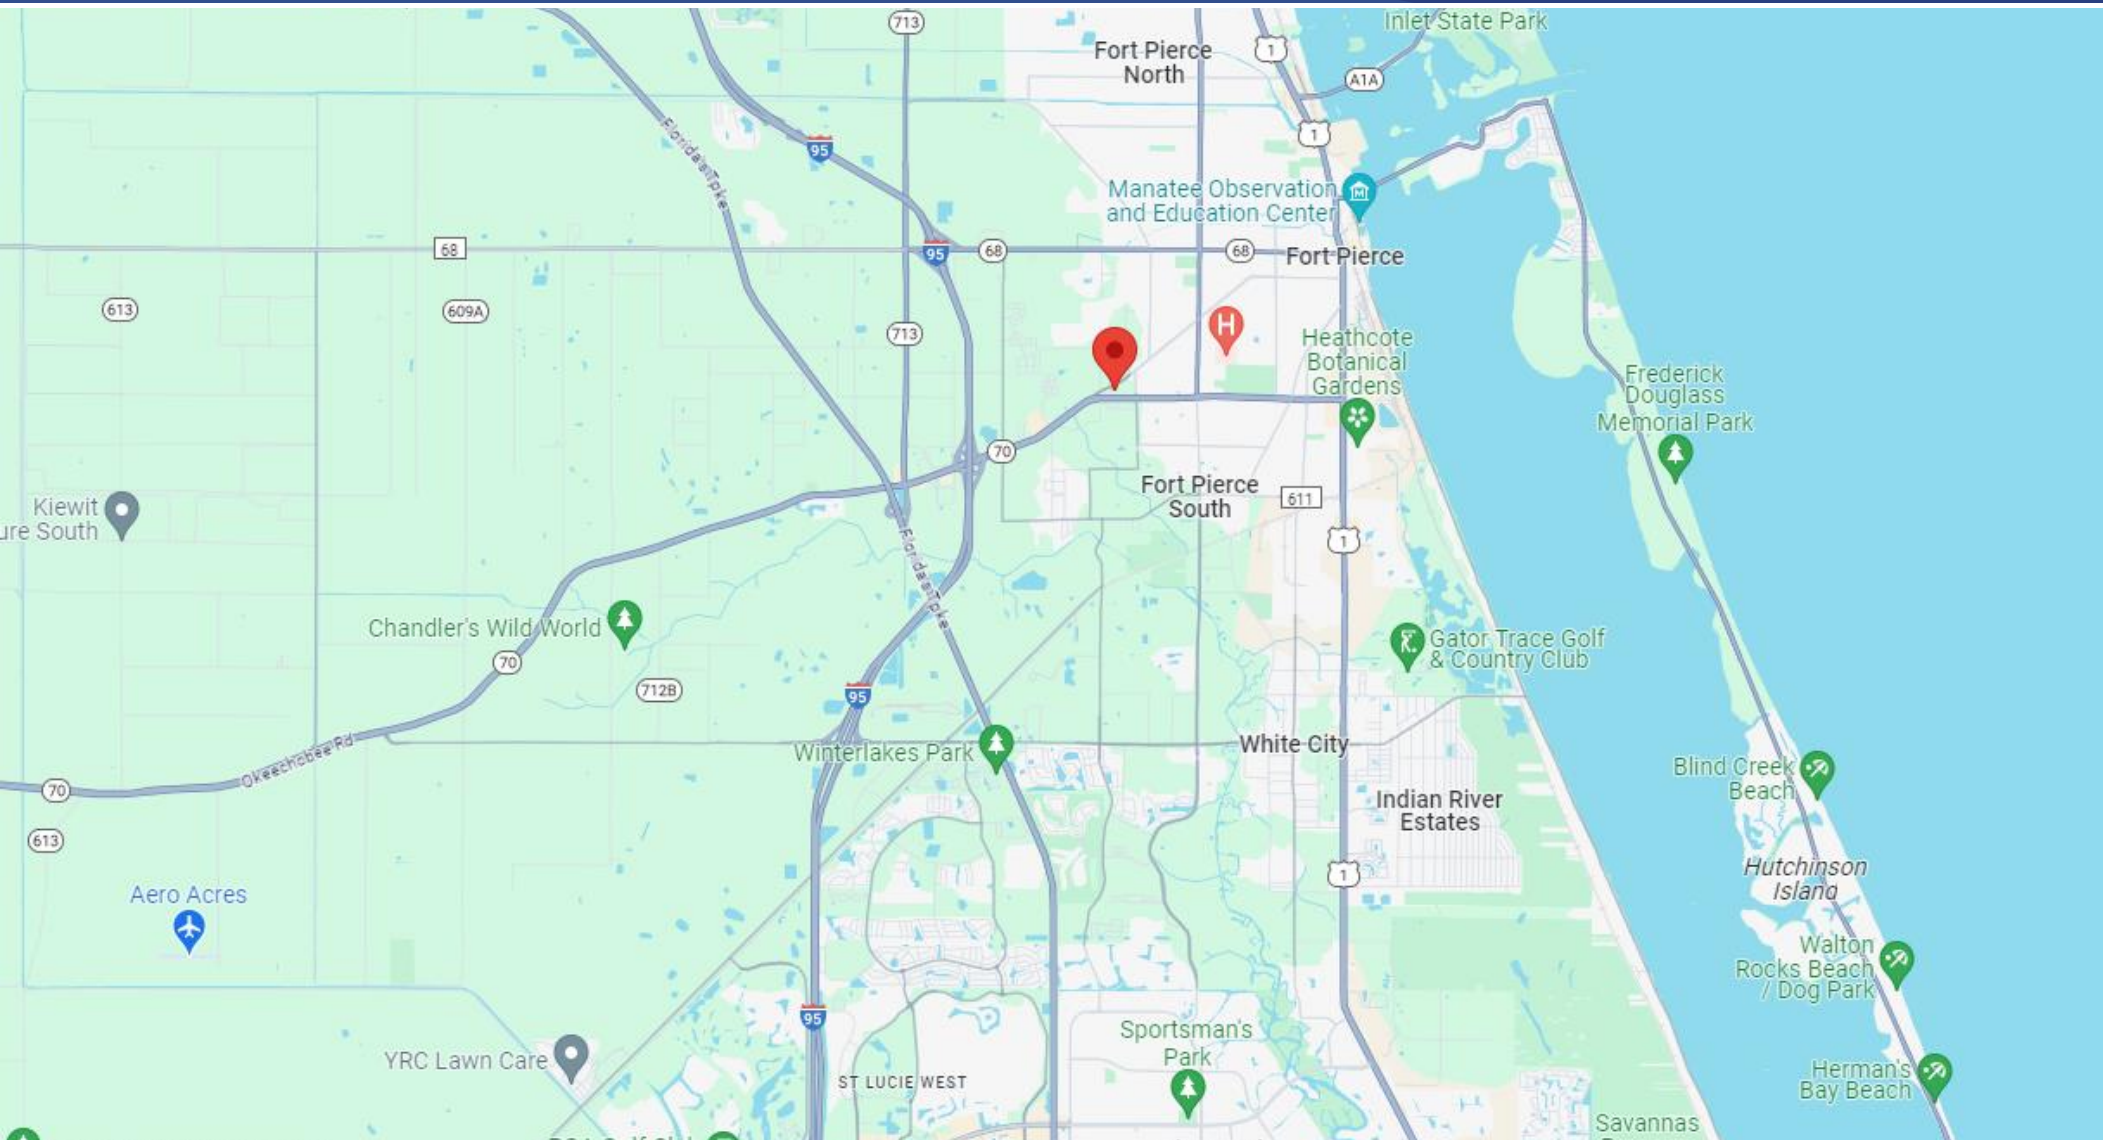 713
Inlet State Park
Fort Pierce
North
1
A1A
95
1
Florida's Tpke
Manatee Observation
and Education Center
68
95
68
68
Fort Pierce
613
609A
713
H
Heathcote
Botanical
Gardens
Frederick
Douglass
Memorial Park
70
Kiewit
ure South
Fort Pierce
South
611
1
Florida's Tpke
Chandler's Wild World
70
712B
Gator Trace Golf
& Country Club
95
Winterlakes Park
White City
Okeechobee Rd
70
613
Blind Creek
Beach
Indian River
Estates
1
Hutchinson
Island
Aero Acres
Walton
Rocks Beach
/ Dog Park
95
YRC Lawn Care
Sportsman's
Park
ST LUCIE WEST
Herman's
Bay Beach
Savannas